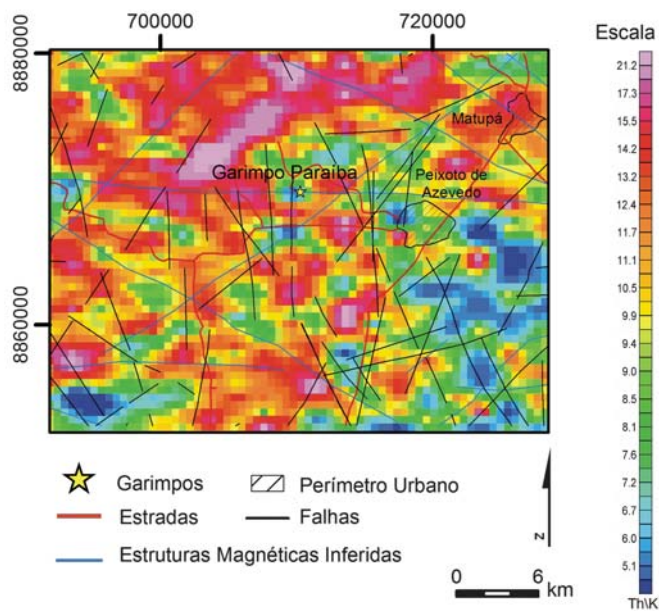 700000 720000
8880000
8860000
Matupá
Garimpo Paraiba
Peixoto de
Azevedo
Escala
21.2
17.3
15.5
13.2
12.4
11.7
11.1
10.5
9.9
9.4
9.0
8.5
8.1
7.6
7.2
6.7
6.0
5.1
Th\K
Garimpos
Perímetro Urbano
Estradas
Falhas
Estruturas Magnéticas Inferidas
N
0 6
km